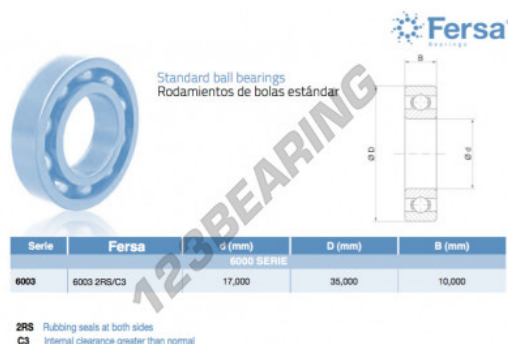 Fersa
Bearings
Standard ball bearings
Rodamientos de bolas estándar
B
Ø D
Ø d
Serie Fersa d (mm) D (mm) B (mm)
6000 SERIE
6003 6003 2RS/C3 17,000 35,000 10,000
2RS Rubbing seals at both sides
C3 Internal clearance greater than normal
123BEARING